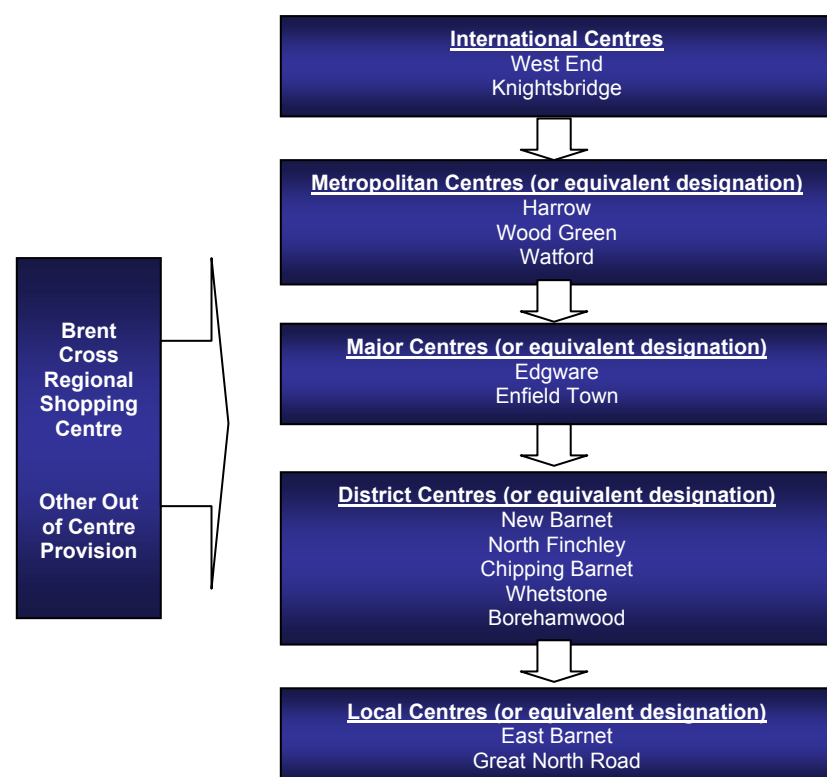 International Centres
West End
Knightsbridge
Metropolitan Centres (or equivalent designation)
Harrow
Wood Green
Watford
Brent
Cross
Regional
Shopping
Centre
Other Out
of Centre
Provision
Major Centres (or equivalent designation)
Edgware
Enfield Town
District Centres (or equivalent designation)
New Barnet
North Finchley
Chipping Barnet
Whetstone
Borehamwood
Local Centres (or equivalent designation)
East Barnet
Great North Road